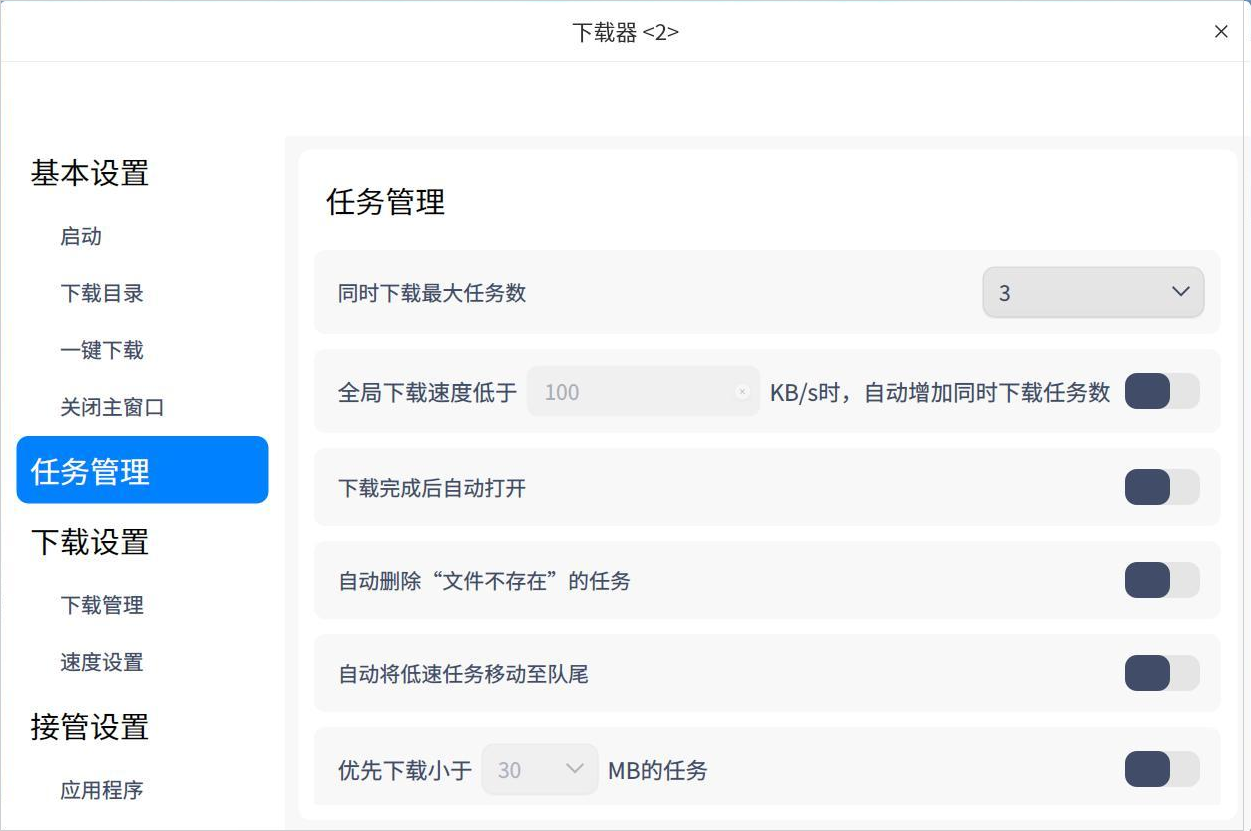 下载器 <2>
基本设置
启动
下载目录
一键下载
关闭主窗口
任务管理
下载设置
下载管理
速度设置
接管设置
应用程序
任务管理
同时下载最大任务数 3
全局下载速度低于 100 KB/s时，自动增加同时下载任务数
下载完成后自动打开
自动删除“文件不存在”的任务
自动将低速任务移动至队尾
优先下载小于 30 MB的任务